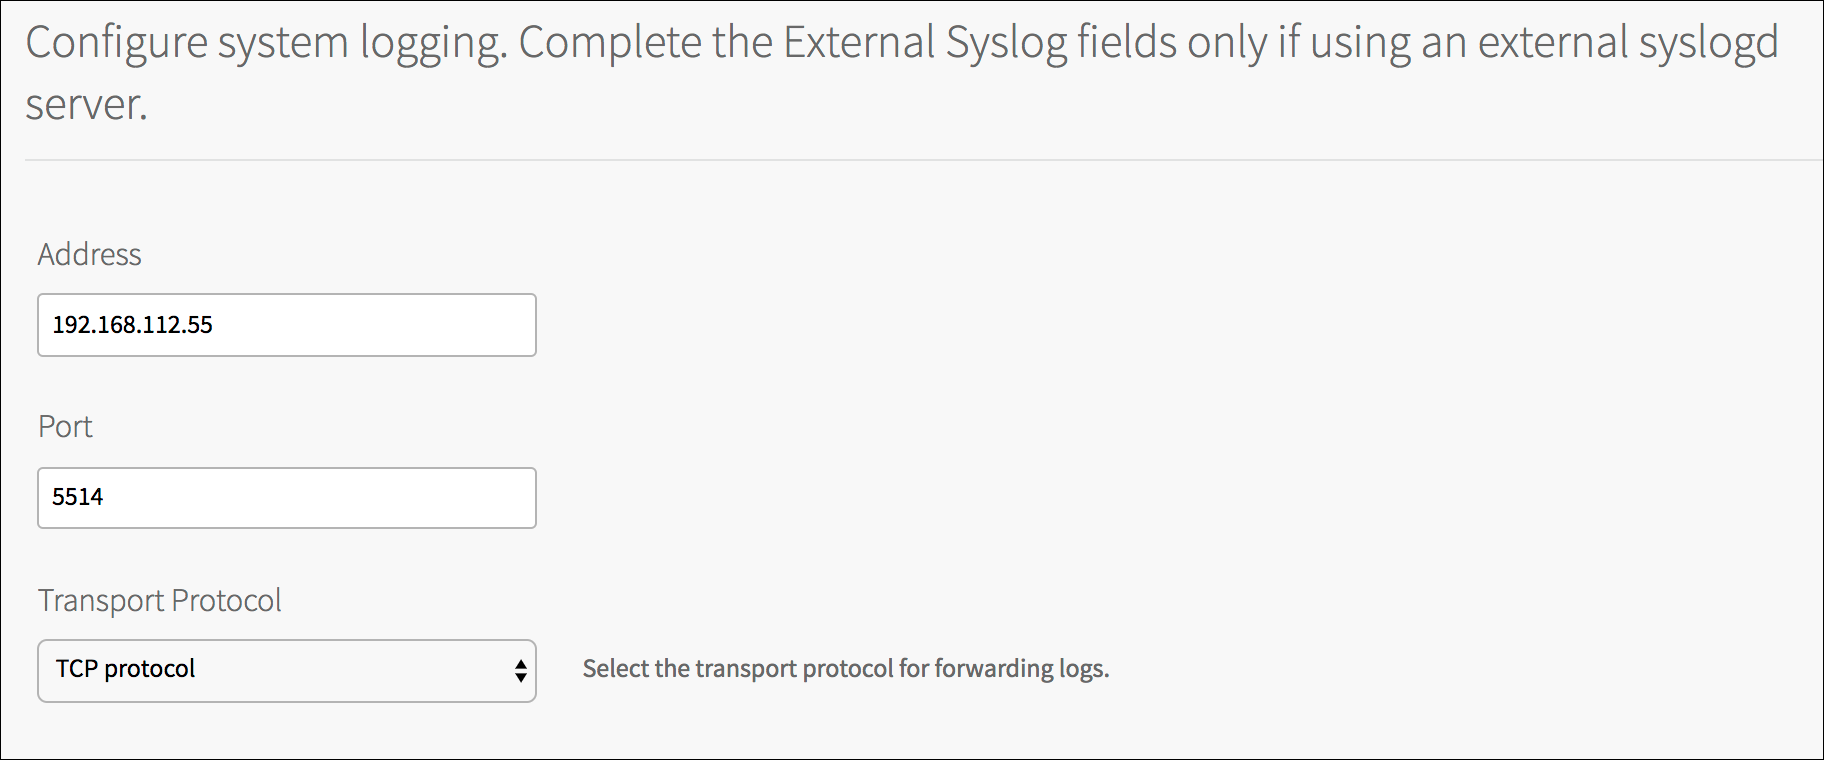 Configure system logging. Complete the External Syslog fields only if using an external syslogd
server.
Address
192.168.112.55
Port
5514
Transport Protocol
TCP protocol
Select the transport protocol for forwarding logs.